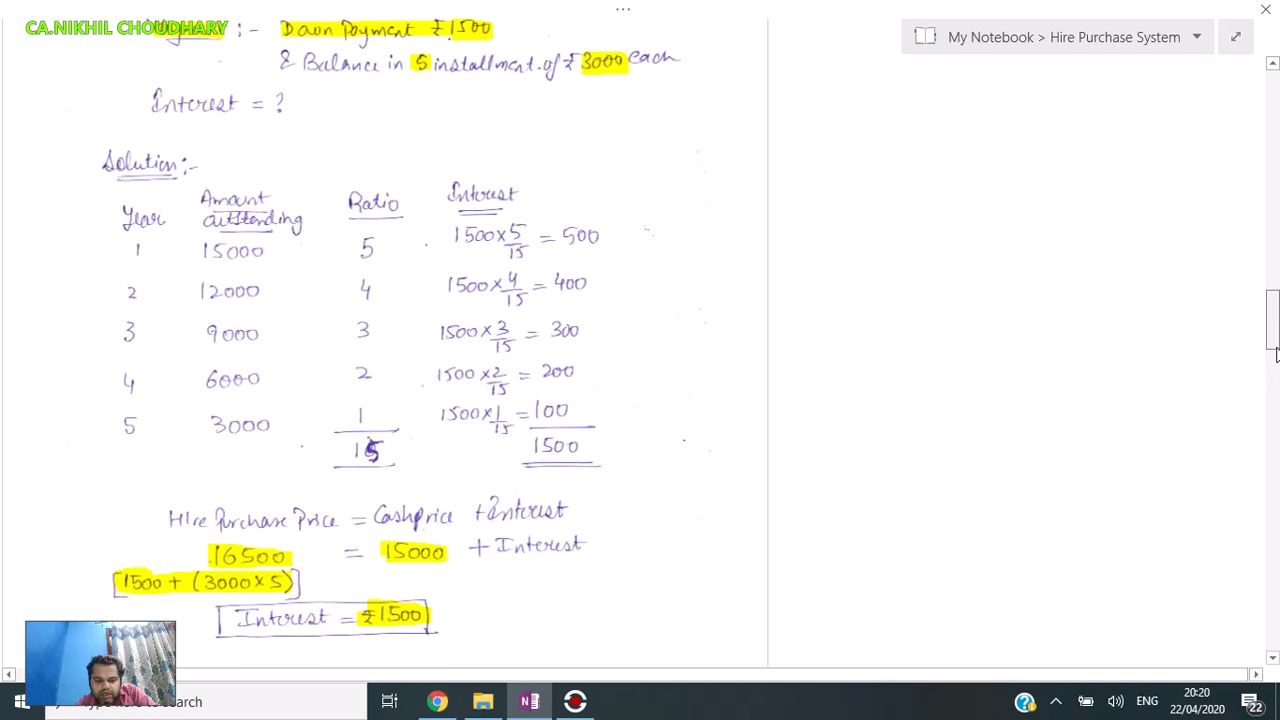 CA.NIKHIL CHOUDHARY
:- Down Payment ₹1500
& Balance in 5 installment of ₹3000 each
Interest = ?
Solution:-
Year Amount outstanding Ratio Interest
1 15000 5 1500×5/15 = 500
2 12000 4 1500×4/15 = 400
3 9000 3 1500×3/15 = 300
4 6000 2 1500×2/15 = 200
5 3000 1 1500×1/15 = 100
15 1500
Hire Purchase Price = Cash price + Interest
16500 = 15000 + Interest
[1500 + (3000×5)]
Interest = ₹1500
My Notebook > Hire Purchase System
search
ENG
20:20
22/04/2020
22